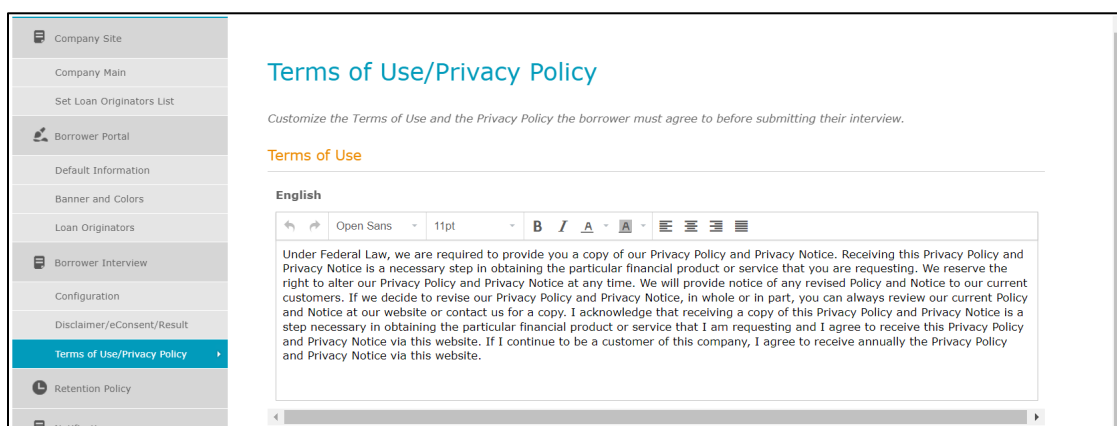 Company Site
Company Main
Set Loan Originators List
Borrower Portal
Default Information
Banner and Colors
Loan Originators
Borrower Interview
Configuration
Disclaimer/eConsent/Result
Terms of Use/Privacy Policy
Retention Policy
Terms of Use/Privacy Policy
Customize the Terms of Use and the Privacy Policy the borrower must agree to before submitting their interview.
Terms of Use
English
Open Sans 11pt B I A A
Under Federal Law, we are required to provide you a copy of our Privacy Policy and Privacy Notice. Receiving this Privacy Policy and
Privacy Notice is a necessary step in obtaining the particular financial product or service that you are requesting. We reserve the
right to alter our Privacy Policy and Privacy Notice at any time. We will provide notice of any revised Policy and Notice to our current
customers. If we decide to revise our Privacy Policy and Privacy Notice, in whole or in part, you can always review our current Policy
and Notice at our website or contact us for a copy. I acknowledge that receiving a copy of this Privacy Policy and Privacy Notice is a
step necessary in obtaining the particular financial product or service that I am requesting and I agree to receive this Privacy Policy
and Privacy Notice via this website. If I continue to be a customer of this company, I agree to receive annually the Privacy Policy
and Privacy Notice via this website.